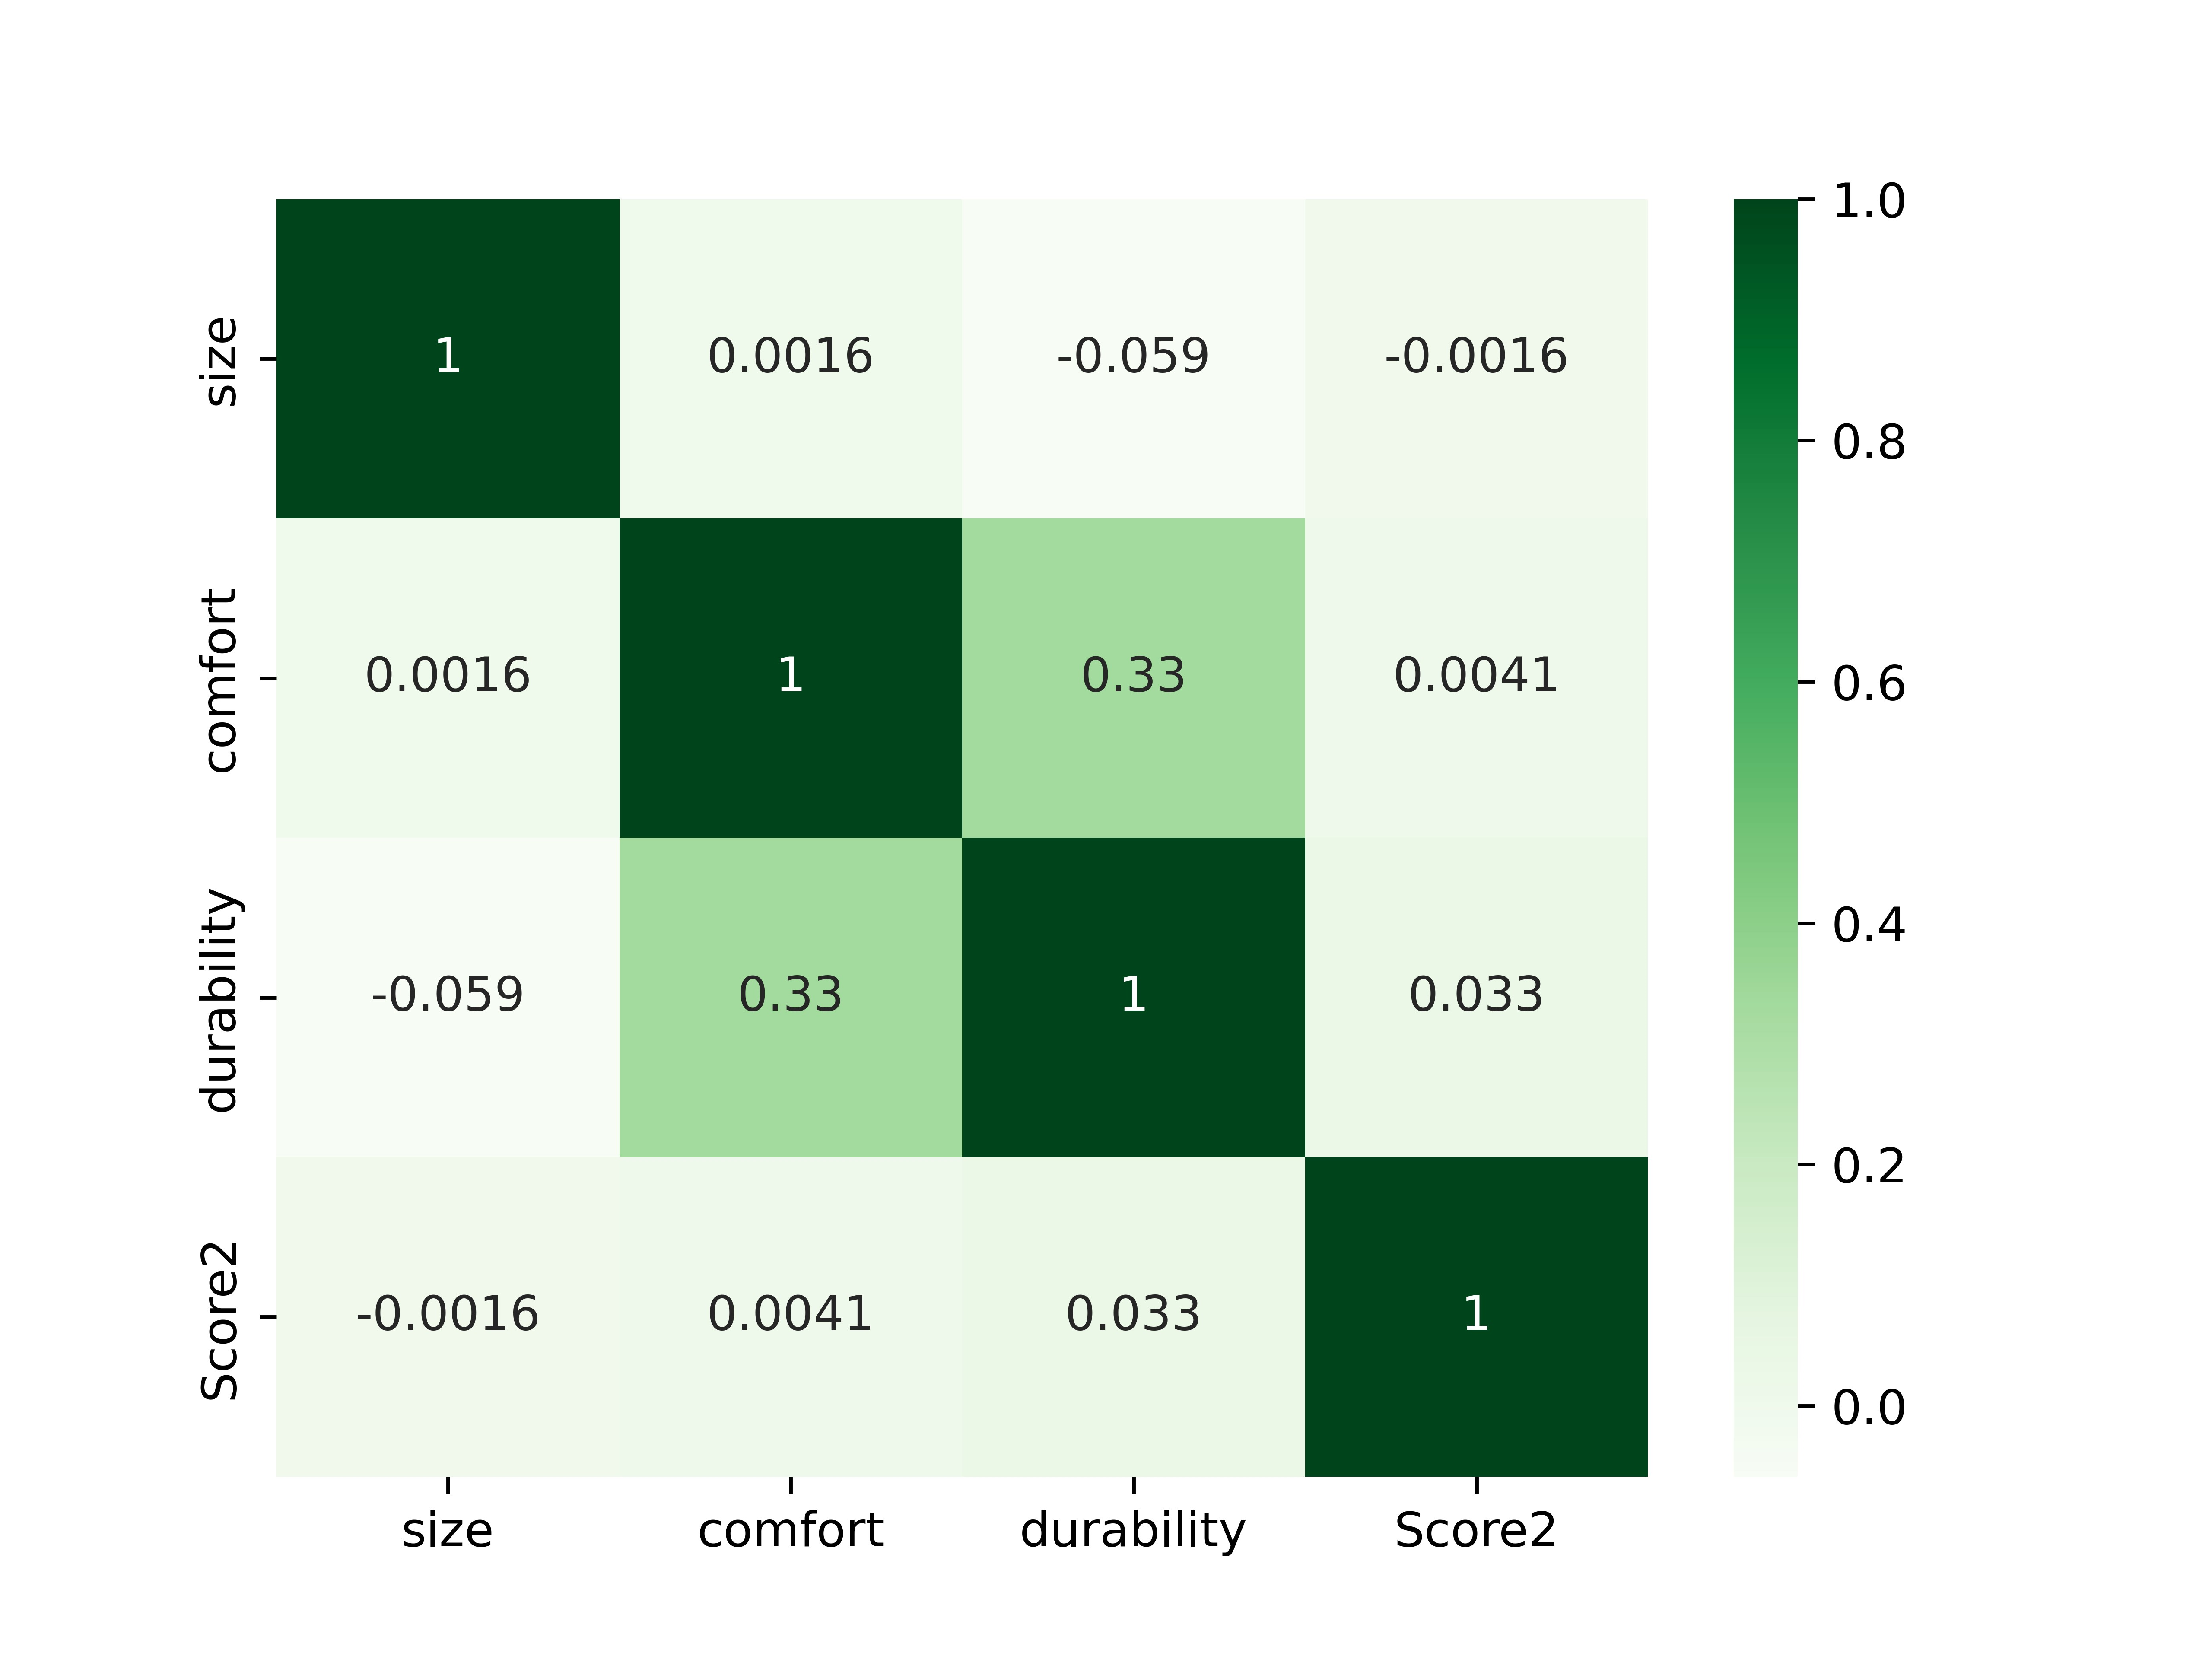 size 1 0.0016 -0.059 -0.0016
comfort 0.0016 1 0.33 0.0041
durability -0.059 0.33 1 0.033
Score2 -0.0016 0.0041 0.033 1
size comfort durability Score2
1.0
0.8
0.6
0.4
0.2
0.0